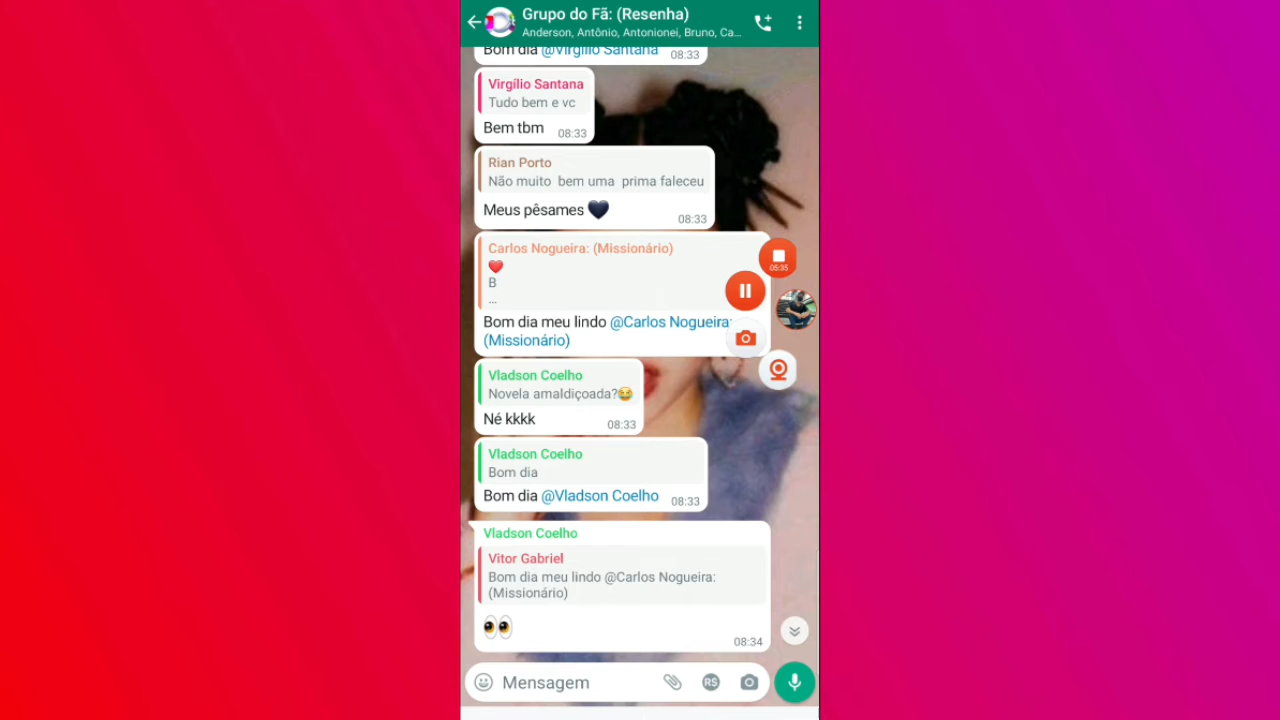 Grupo do Fã: (Resenha)
Anderson, Antônio, Antonionei, Bruno, Ca...
Bom dia @Virgílio Santana 08:33
Virgílio Santana
Tudo bem e vc
Bem tbm 08:33
Rian Porto
Não muito bem uma prima faleceu
Meus pêsames 🖤 08:33
Carlos Nogueira: (Missionário)
❤️
B
...
05:35
Bom dia meu lindo @Carlos Nogueira:
(Missionário)
Vladson Coelho
Novela amaldiçoada?😂
Né kkkk 08:33
Vladson Coelho
Bom dia
Bom dia @Vladson Coelho 08:33
Vladson Coelho
Vitor Gabriel
Bom dia meu lindo @Carlos Nogueira:
(Missionário)
👀
08:34
Mensagem
R$